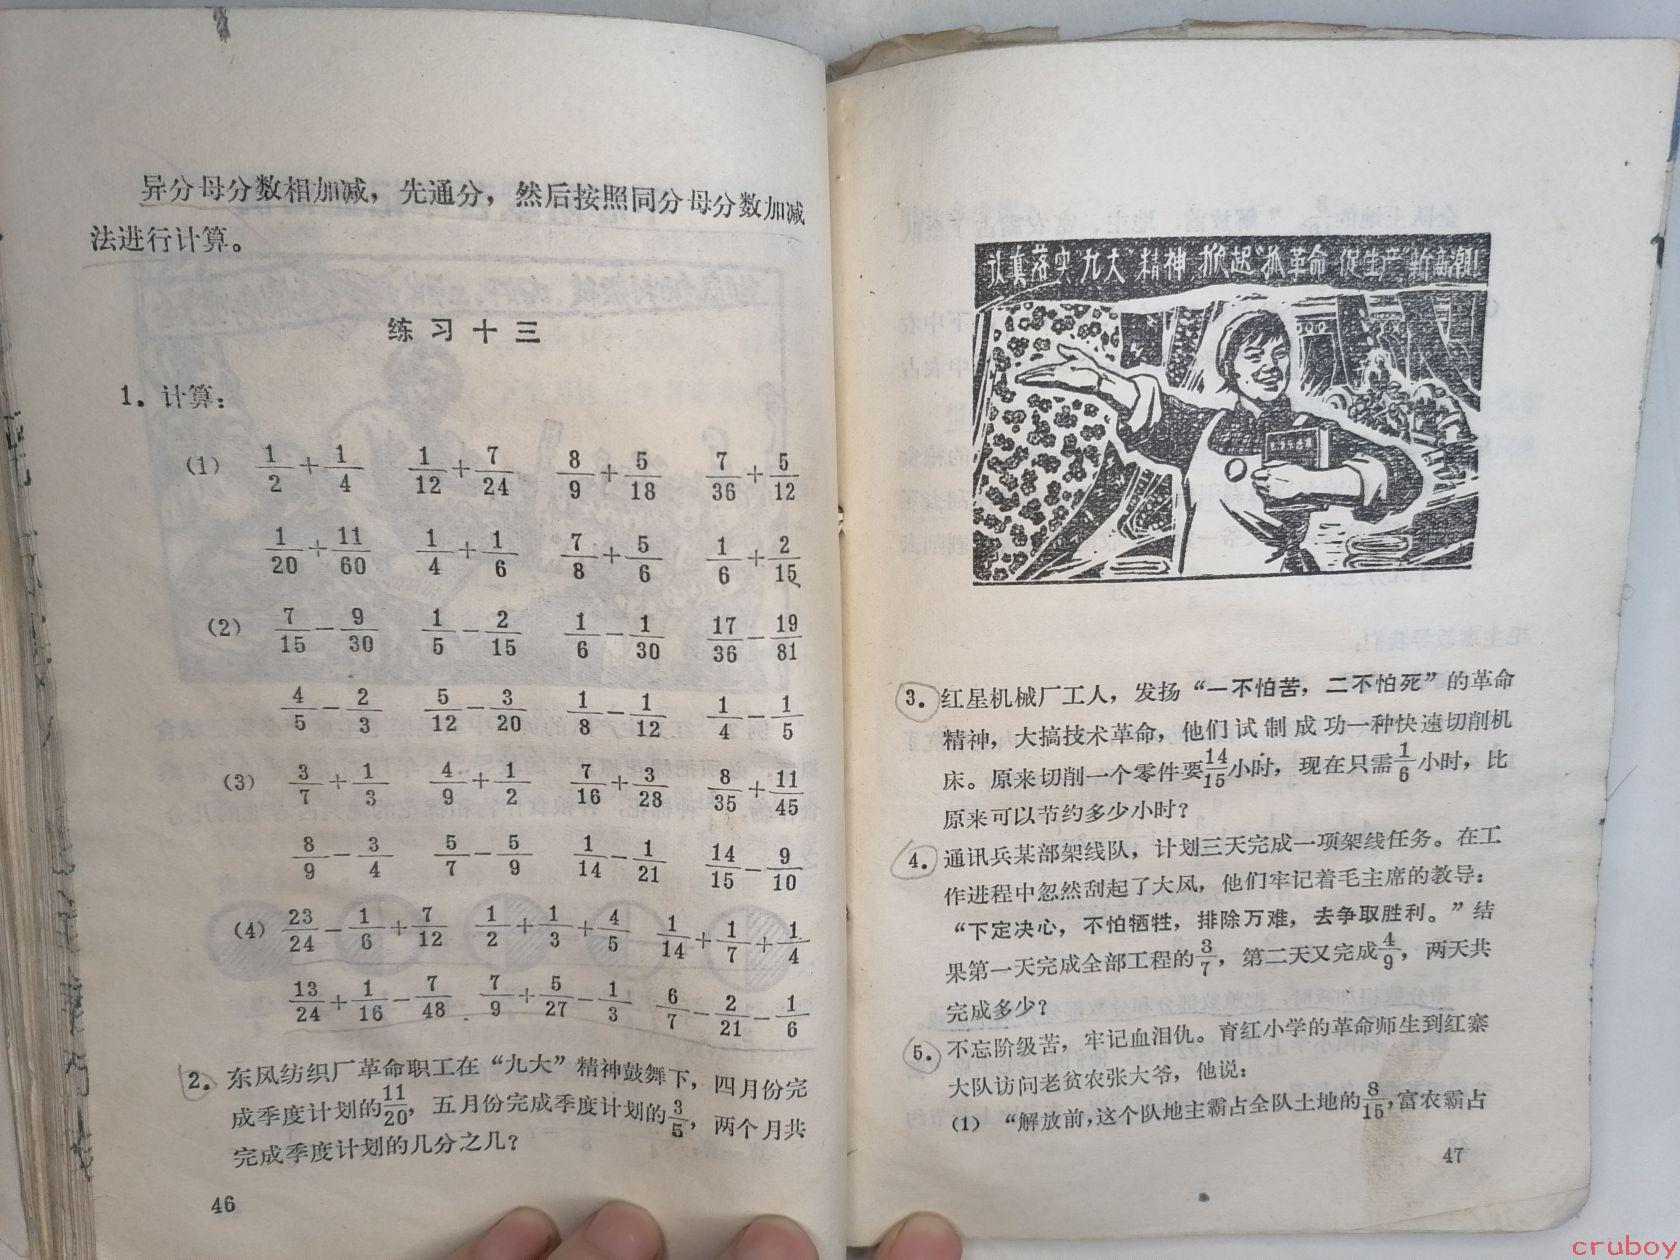 异分母分数相加减，先通分，然后按照同分母分数加减
法进行计算。
练习十三
1. 计算：
(1) 1/2+1/4 1/12+7/24 8/9+5/18 7/36+5/12
1/20+11/60 1/4+1/6 7/8+5/6 1/6+2/15
(2) 7/15-9/30 1/5-2/15 1/6-1/30 17/36-19/81
4/5-2/3 5/12-3/20 1/8-1/12 1/4-1/5
(3) 3/7+1/3 4/9+1/2 7/16+3/28 8/35+11/45
8/9-3/4 5/7-5/9 1/14-1/21 14/15-9/10
(4) 23/24-1/6+7/12 1/2+1/3+4/5 1/14+1/7+1/4
13/24+1/16-7/48 7/9+5/27-1/3 6/7-2/21-1/6
2. 东风纺织厂革命职工在“九大”精神鼓舞下，四月份完
成季度计划的11/20，五月份完成季度计划的3/5，两个月共
完成季度计划的几分之几？
46
认真落实“九大”精神 掀起“抓革命 促生产”新高潮！
3. 红星机械厂工人，发扬“一不怕苦，二不怕死”的革命
精神，大搞技术革命，他们试制成功一种快速切削机
床。原来切削一个零件要14/15小时，现在只需1/6小时，比
原来可以节约多少小时？
4. 通讯兵某部架线队，计划三天完成一项架线任务。在工
作进程中忽然刮起了大风，他们牢记着毛主席的教导：
“下定决心，不怕牺牲，排除万难，去争取胜利。”结
果第一天完成全部工程的3/7，第二天又完成4/9，两天共
完成多少？
5. 不忘阶级苦，牢记血泪仇。育红小学的革命师生到红寨
大队访问老贫农张大爷，他说：
(1) “解放前，这个队地主霸占全队土地的8/15，富农霸占
47
cruboy